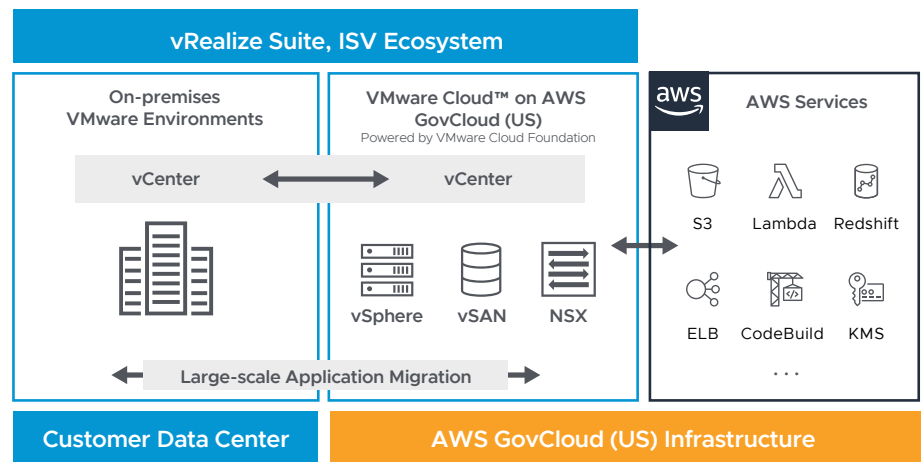 vRealize Suite, ISV Ecosystem
On-premises
VMware Environments
VMware Cloud™ on AWS
GovCloud (US)
Powered by VMware Cloud Foundation
aws
AWS Services
vCenter
vCenter
S3
Lambda
Redshift
vSphere
vSAN
NSX
ELB
CodeBuild
KMS
...
Large-scale Application Migration
Customer Data Center
AWS GovCloud (US) Infrastructure